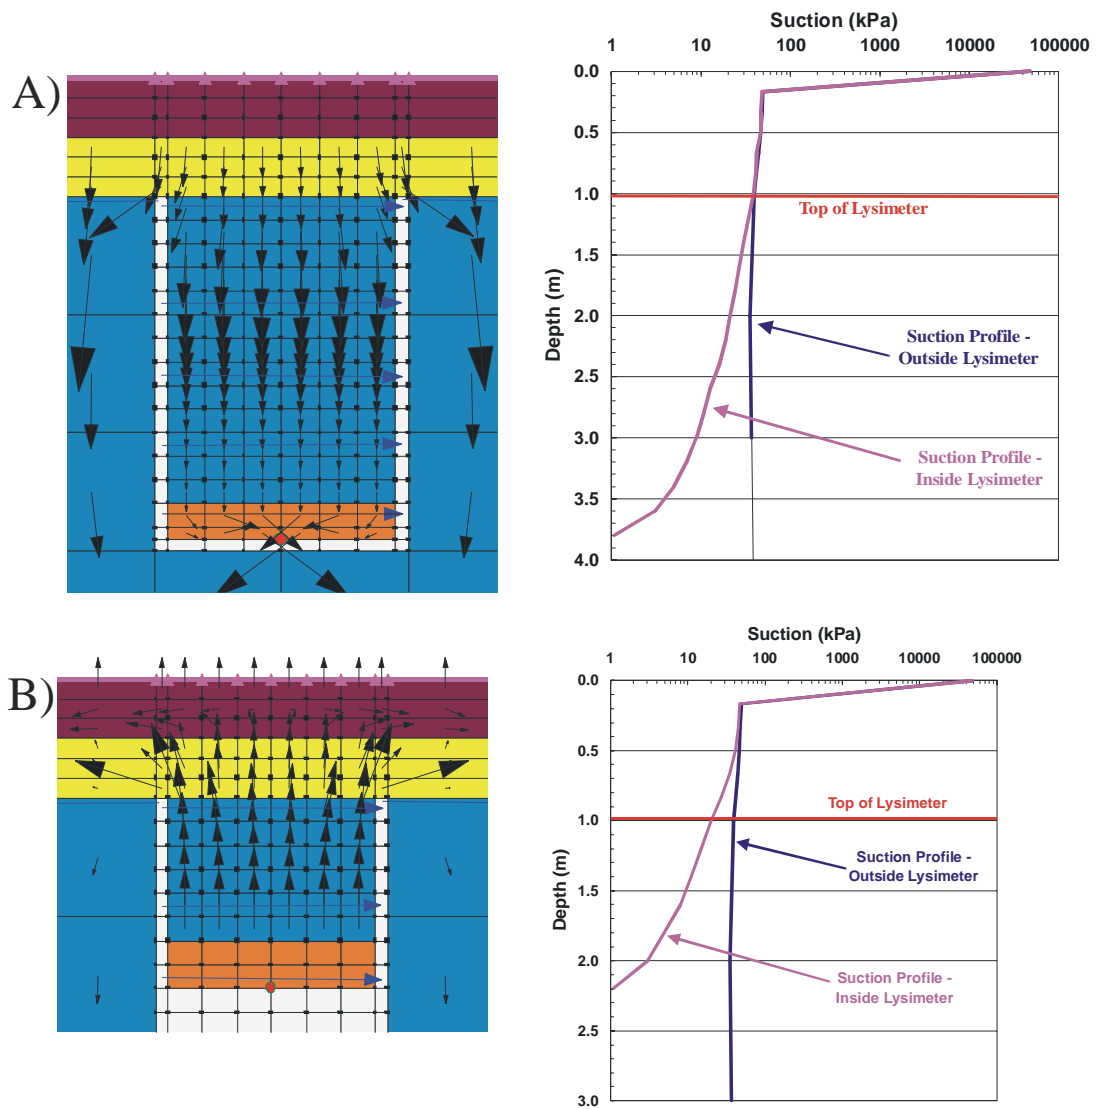 A)
Suction (kPa)
1 10 100 1000 10000 100000
0.0
0.5
1.0
1.5
2.0
2.5
3.0
3.5
4.0
Depth (m)
Top of Lysimeter
Suction Profile -
Outside Lysimeter
Suction Profile -
Inside Lysimeter
B)
Suction (kPa)
1 10 100 1000 10000 100000
0.0
0.5
1.0
1.5
2.0
2.5
3.0
Depth (m)
Top of Lysimeter
Suction Profile -
Outside Lysimeter
Suction Profile -
Inside Lysimeter